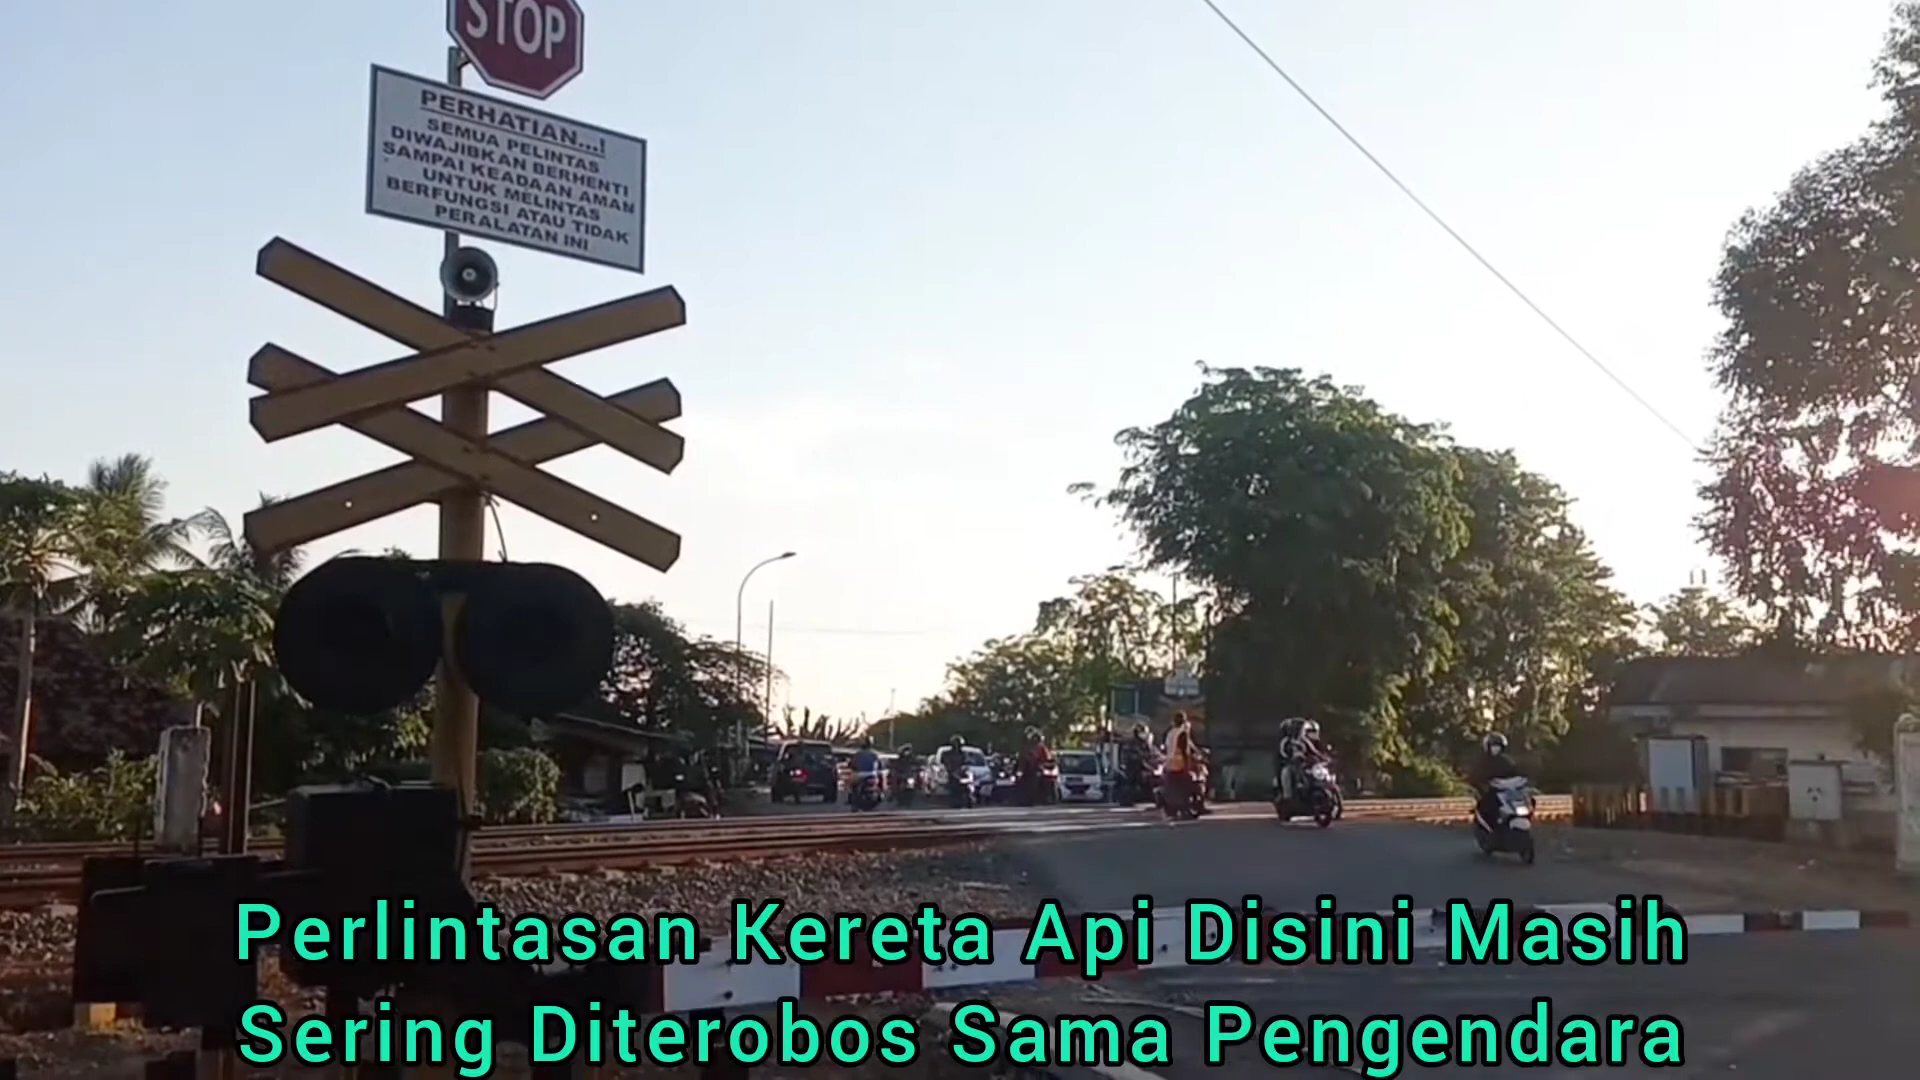 STOP
PERHATIAN...!
SEMUA PELINTAS
DIWAJIBKAN BERHENTI
SAMPAI KEADAAN AMAN
UNTUK MELINTAS
BERFUNGSI ATAU TIDAK
PERALATAN INI
Perlintasan Kereta Api Disini Masih
Sering Diterobos Sama Pengendara